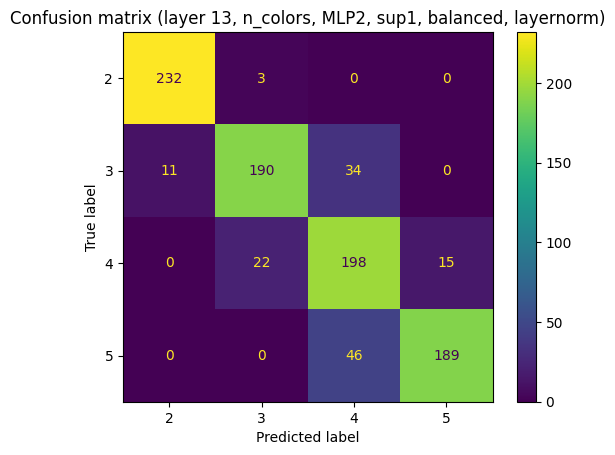 Confusion matrix (layer 13, n_colors, MLP2, sup1, balanced, layernorm)
2 232 3 0 0
3 11 190 34 0
4 0 22 198 15
5 0 0 46 189
2 3 4 5
Predicted label
True label
200
150
100
50
0